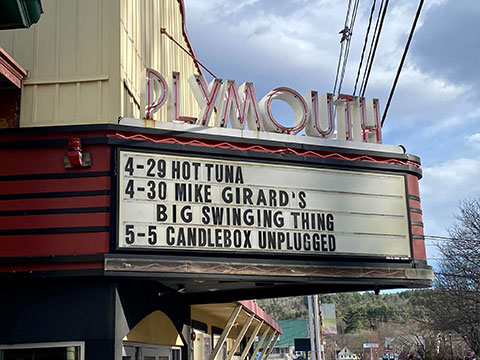 PLYMOUTH
4-29 HOT TUNA
4-30 MIKE GIRARD'S
BIG SWINGING THING
5-5 CANDLEBOX UNPLUGGED